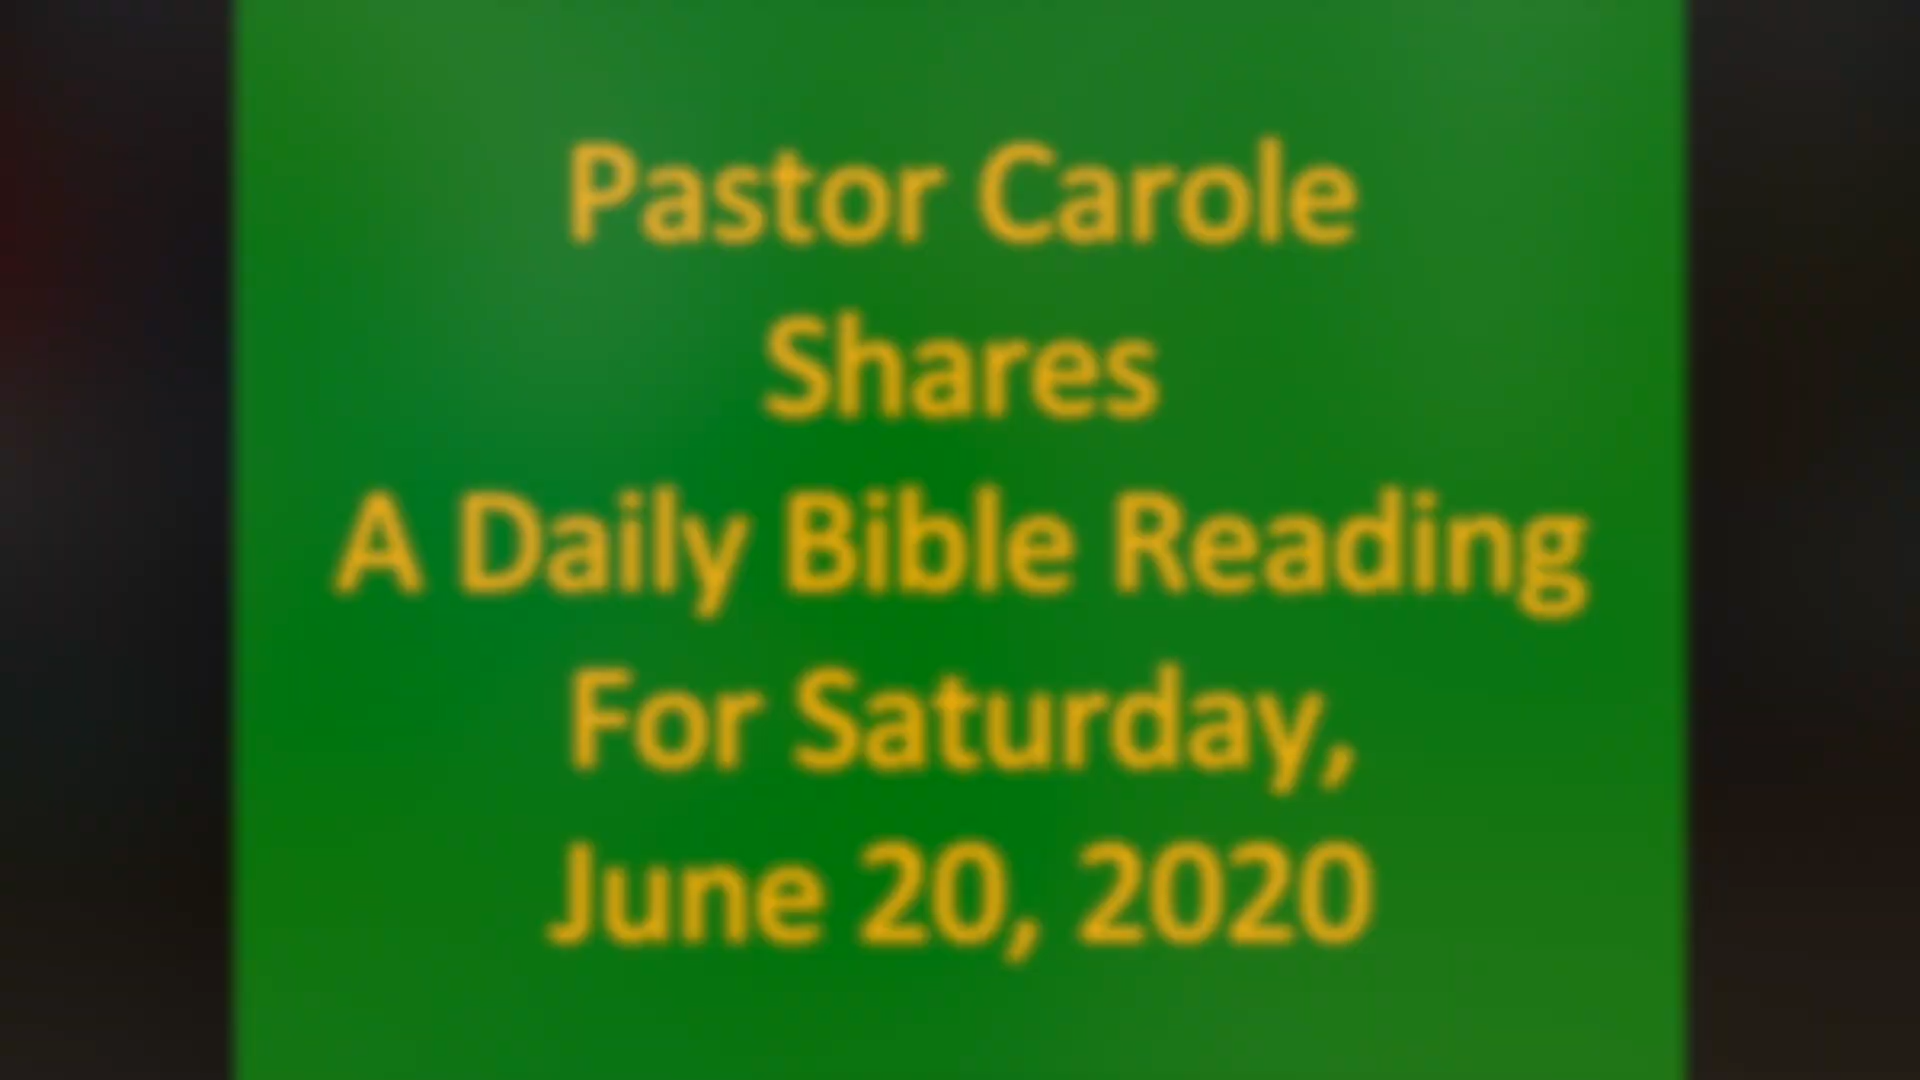 Pastor Carole
Shares
A Daily Bible Reading
For Saturday,
June 20, 2020